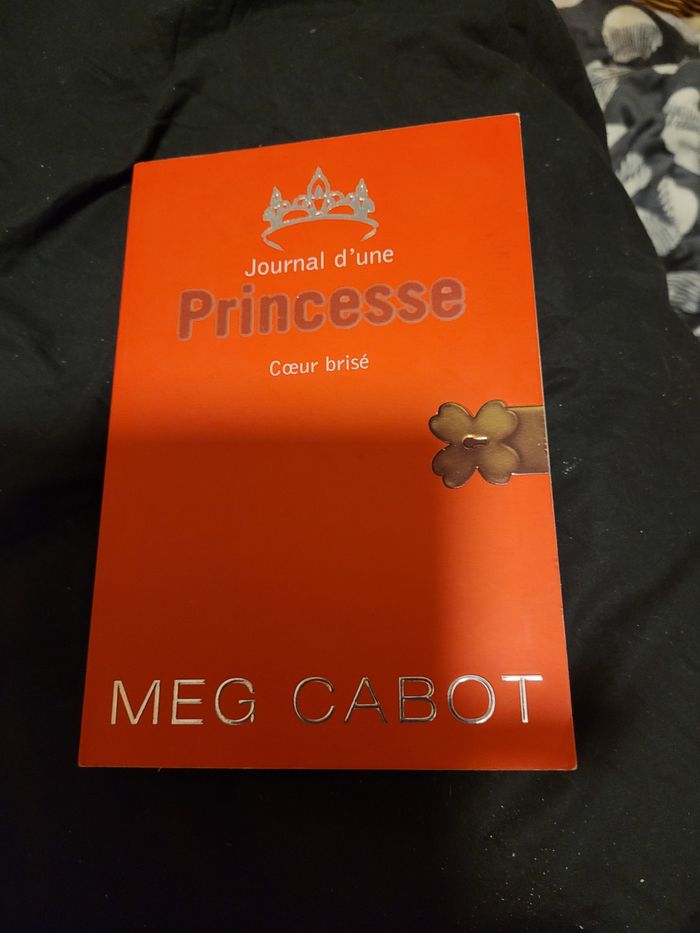 Journal d'une
Princesse
Cœur brisé
MEG CABOT